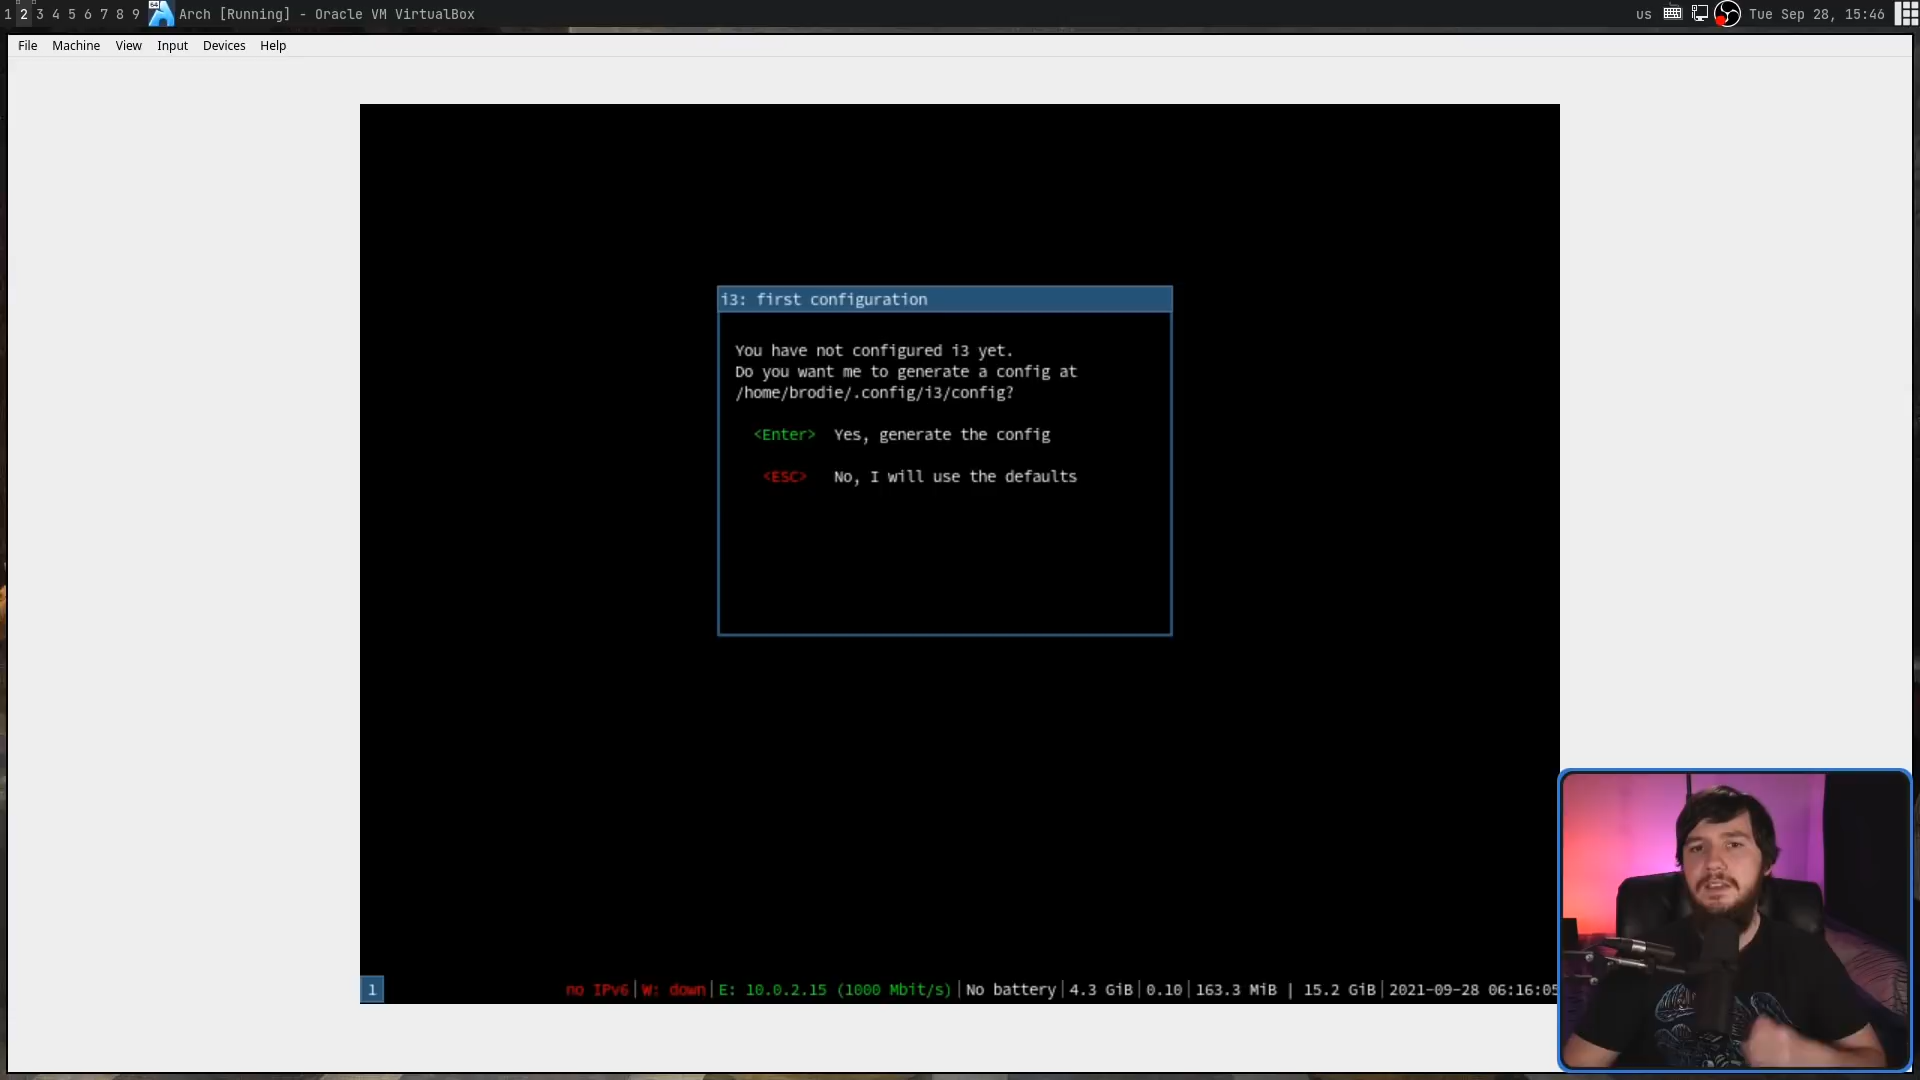 1 2 3 4 5 6 7 8 9 64 Arch [Running] - Oracle VM VirtualBox us Tue Sep 28, 15:46
File Machine View Input Devices Help
i3: first configuration
You have not configured i3 yet.
Do you want me to generate a config at
/home/brodie/.config/i3/config?
<Enter> Yes, generate the config
<ESC> No, I will use the defaults
1 no IPv6|W: down|E: 10.0.2.15 (1000 Mbit/s)|No battery|4.3 GiB|0.10|163.3 MiB | 15.2 GiB|2021-09-28 06:16:05